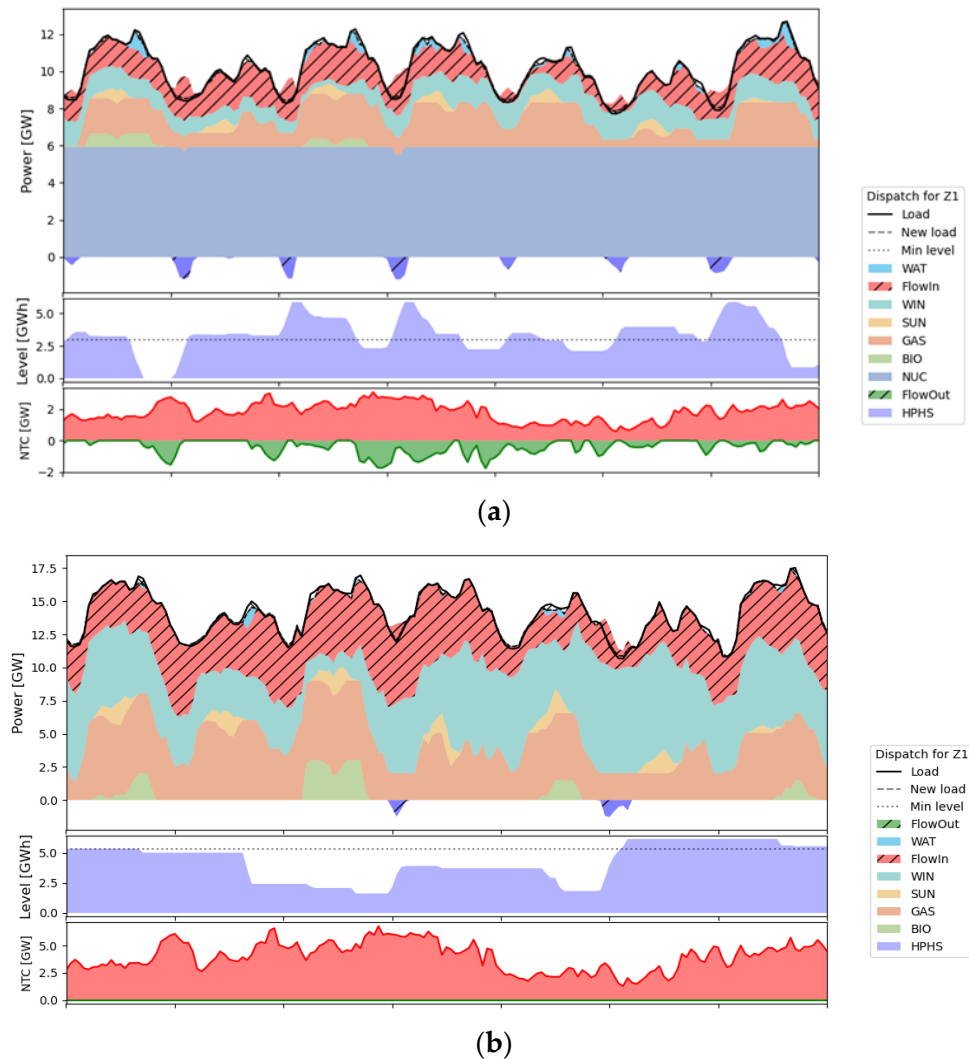 12
10
8
6
4
2
0
Power [GW]
5.0
2.5
0.0
Level [GWh]
2
0
−2
NTC [GW]
Dispatch for Z1
Load
New load
Min level
WAT
FlowIn
WIN
SUN
GAS
BIO
NUC
FlowOut
HPHS
(a)
17.5
15.0
12.5
10.0
7.5
5.0
2.5
0.0
Power [GW]
5.0
2.5
0.0
Level [GWh]
5.0
2.5
0.0
NTC [GW]
Dispatch for Z1
Load
New load
Min level
FlowOut
WAT
FlowIn
WIN
SUN
GAS
BIO
HPHS
(b)